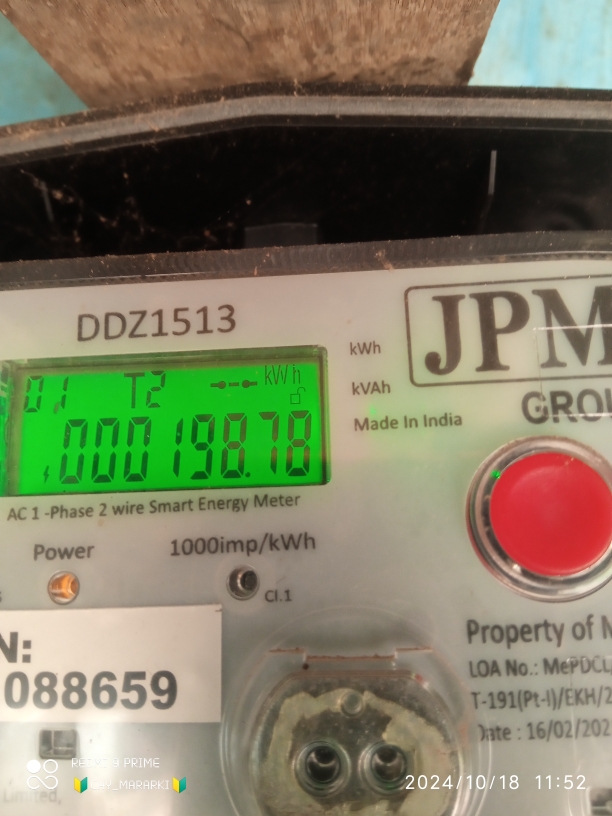 DDZ1513
JPM
kWh
kVAh
Made In India
01 T2 kWh
000198.78
AC 1 -Phase 2 wire Smart Energy Meter
Power
1000imp/kWh
Cl.1
N:
088659
Property of
LOA No.: MePDCL
T-191(Pt-I)/EKH/2
Date : 16/02/202
Limited,
REDMI 9 PRIME
2024/10/18 11:52